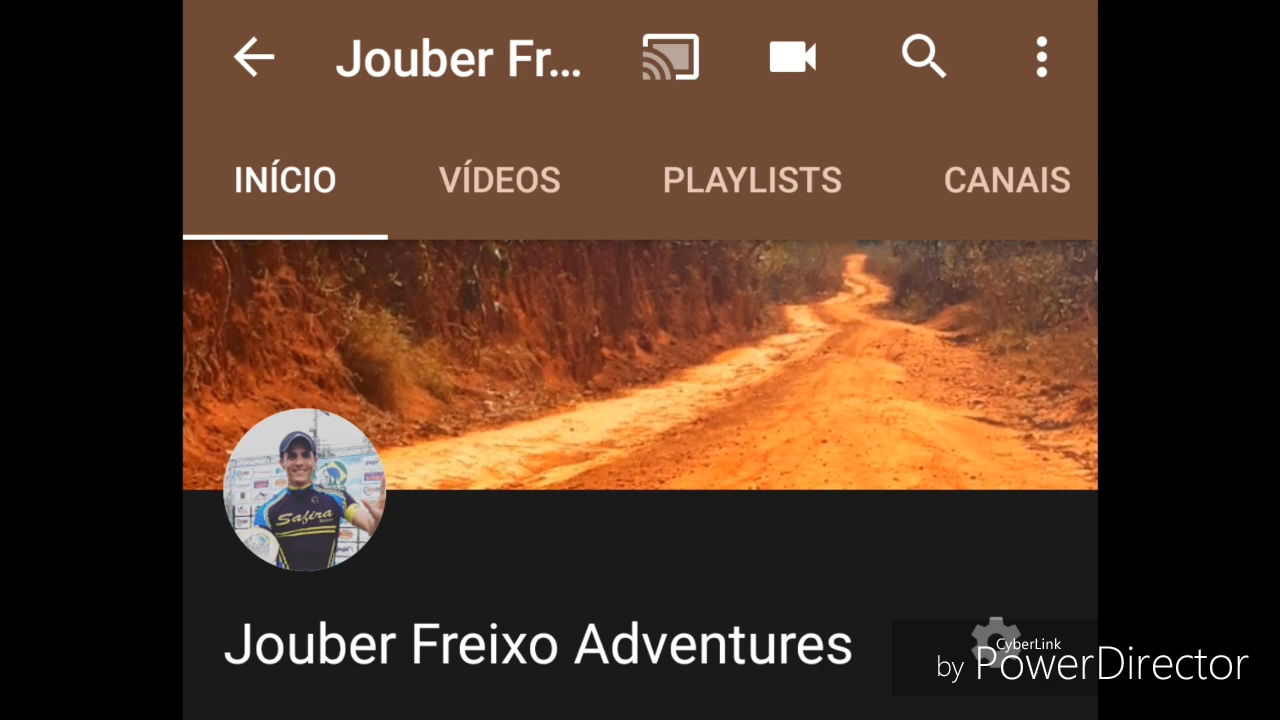 Jouber Fr...
INÍCIO VÍDEOS PLAYLISTS CANAIS
Safira
Jouber Freixo Adventures
CyberLink
by PowerDirector